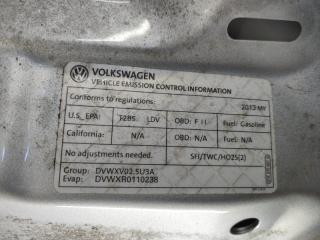 VOLKSWAGEN
VEHICLE EMISSION CONTROL INFORMATION
Conforms to regulations: 2013 MY
U.S. EPA: T2B5 LDV OBD: F II Fuel: Gasoline
California: N/A OBD: N/A Fuel: N/A
No adjustments needed. SFI/TWC/HO2S(2)
Group: DVWXV02.5U3A
Evap: DVWXR0110238